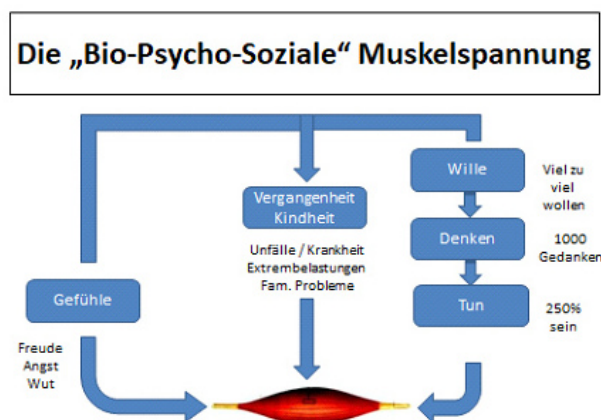 Die „Bio-Psycho-Soziale“ Muskelspannung
Wille
Viel zu
viel
wollen
Vergangenheit
Kindheit
Denken
1000
Gedanken
Unfälle / Krankheit
Extrembelastungen
Fam. Probleme
Gefühle
Tun
250%
sein
Freude
Angst
Wut